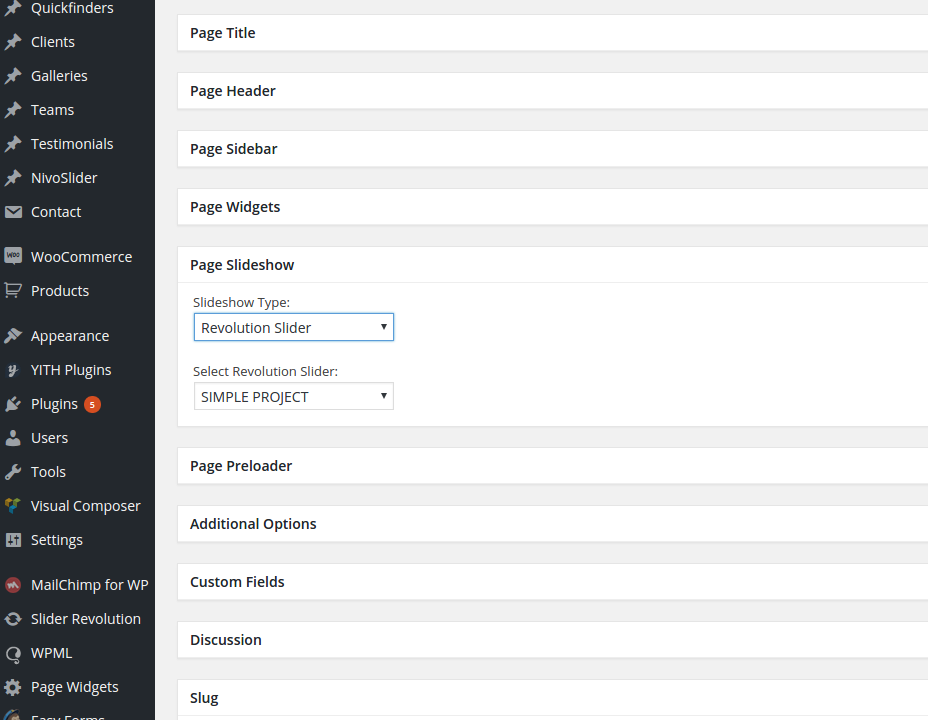 Quickfinders
Clients
Galleries
Teams
Testimonials
NivoSlider
Contact
WooCommerce
Products
Appearance
YITH Plugins
Plugins 5
Users
Tools
Visual Composer
Settings
MailChimp for WP
Slider Revolution
WPML
Page Widgets
Easy Forms
Page Title
Page Header
Page Sidebar
Page Widgets
Page Slideshow
Slideshow Type:
Revolution Slider
Select Revolution Slider:
SIMPLE PROJECT
Page Preloader
Additional Options
Custom Fields
Discussion
Slug